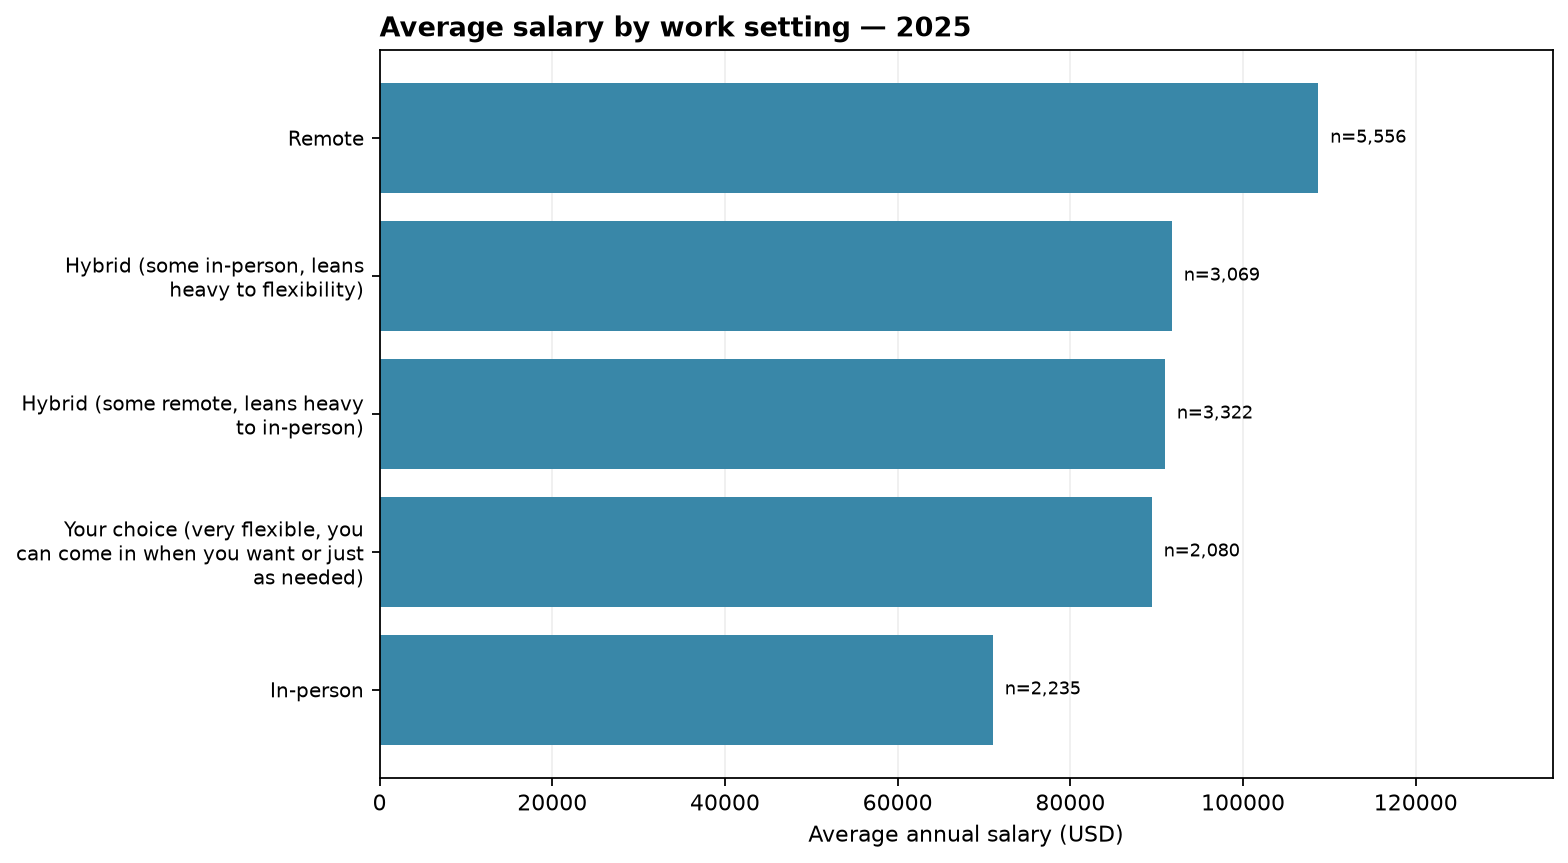 Average salary by work setting — 2025
Remote
n=5,556
Hybrid (some in-person, leans
heavy to flexibility)
n=3,069
Hybrid (some remote, leans heavy
to in-person)
n=3,322
Your choice (very flexible, you
can come in when you want or just
as needed)
n=2,080
In-person
n=2,235
0 20000 40000 60000 80000 100000 120000
Average annual salary (USD)